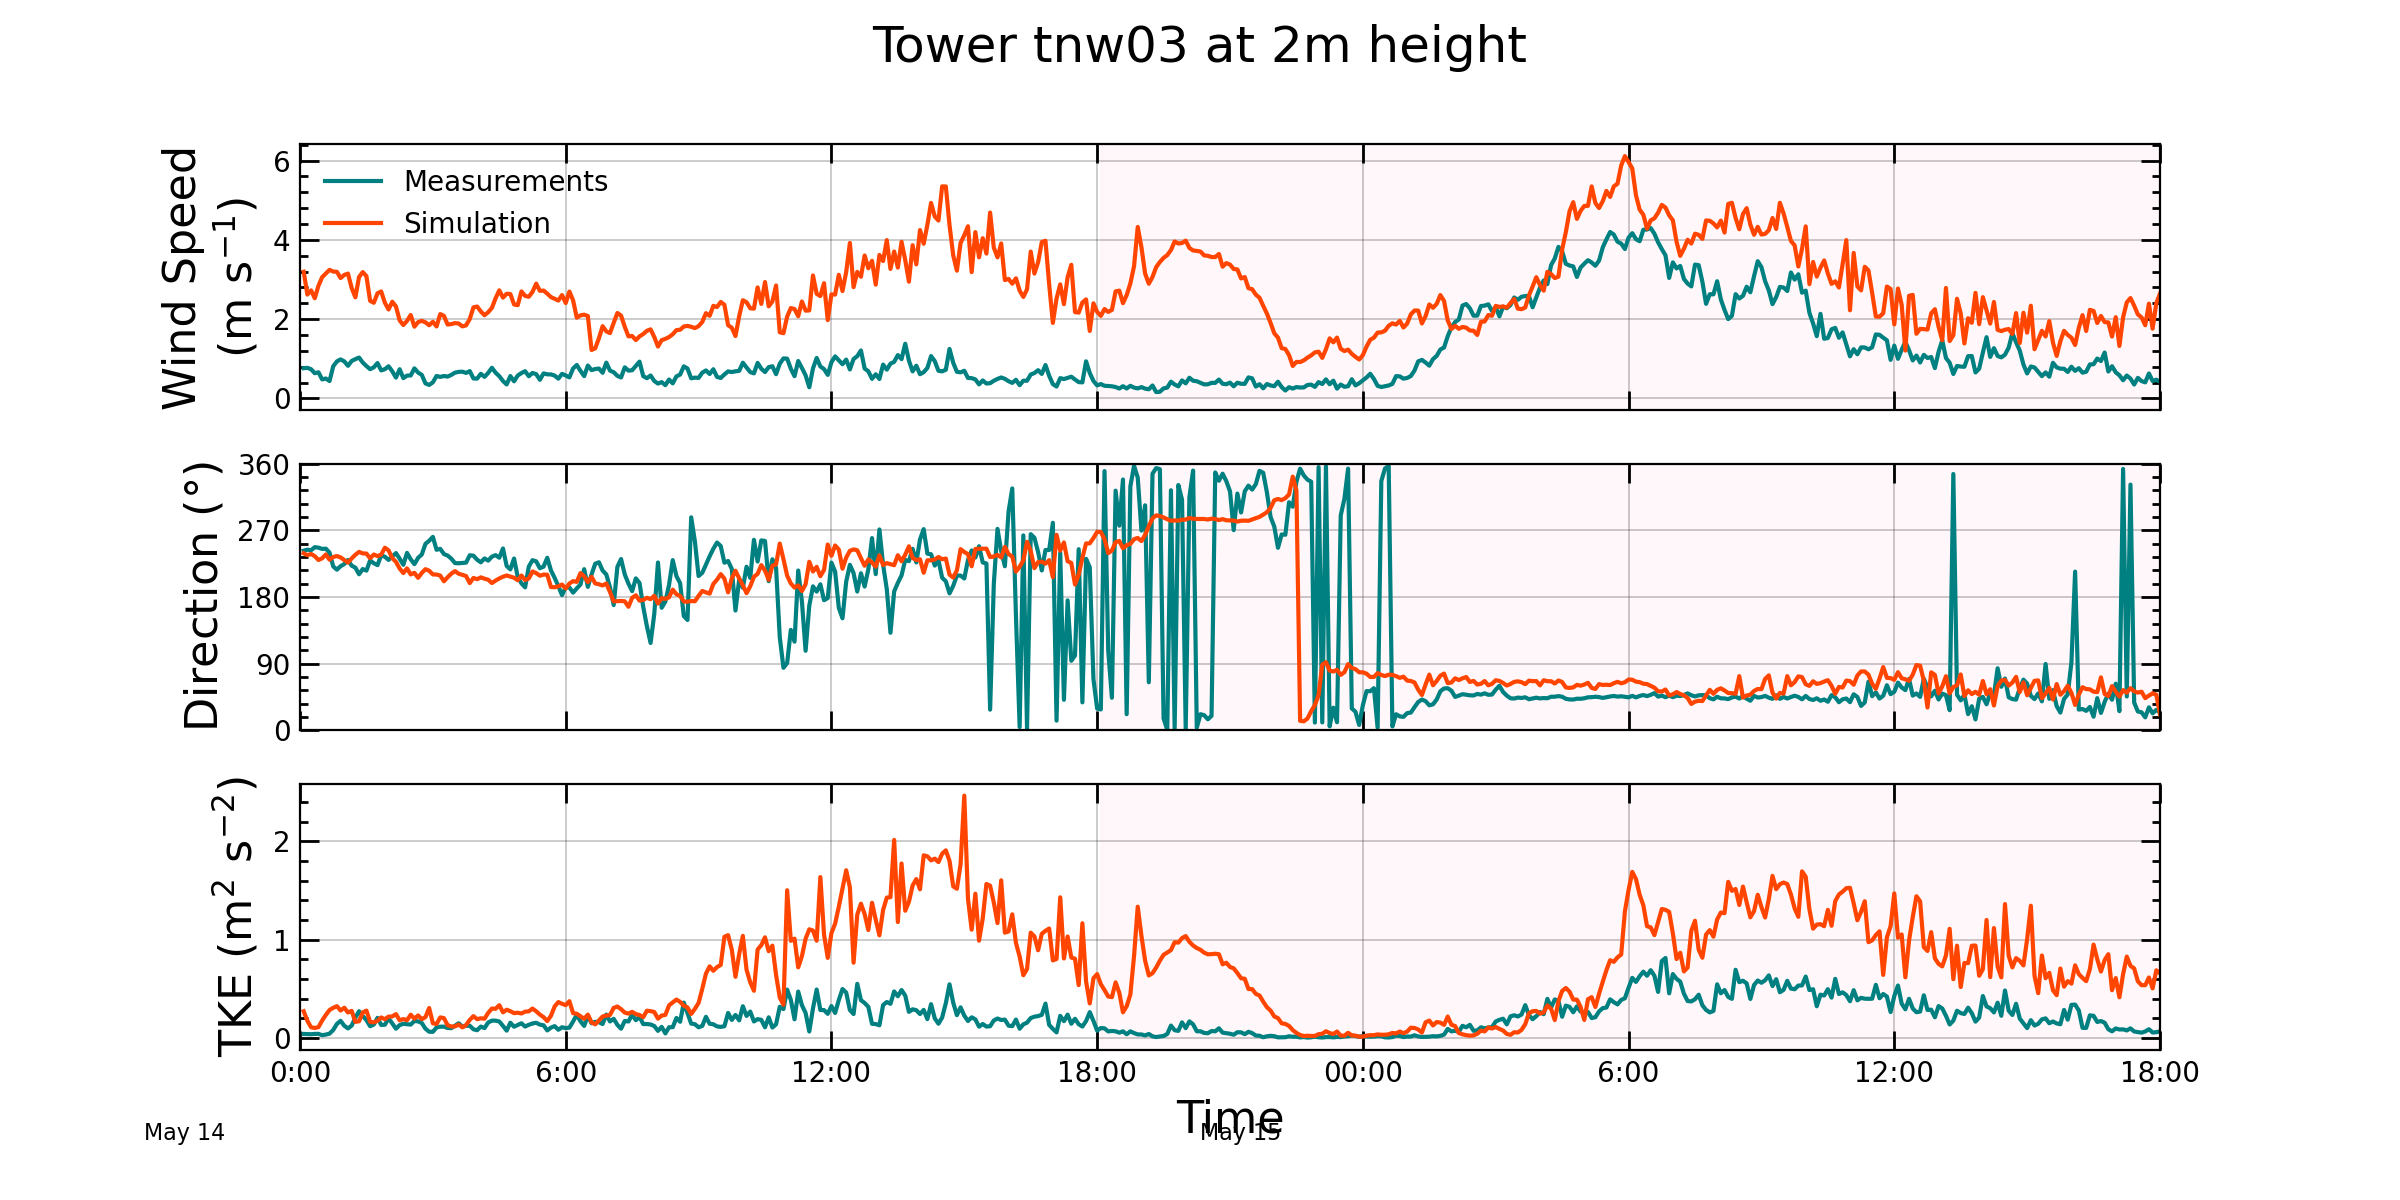 Tower tnw03 at 2m height
Wind Speed
(m s⁻¹)
6
4
2
0
Measurements
Simulation
Direction (°)
360
270
180
90
0
TKE (m² s⁻²)
2
1
0
0:00 6:00 12:00 18:00 00:00 6:00 12:00 18:00
Time
May 14 May 15